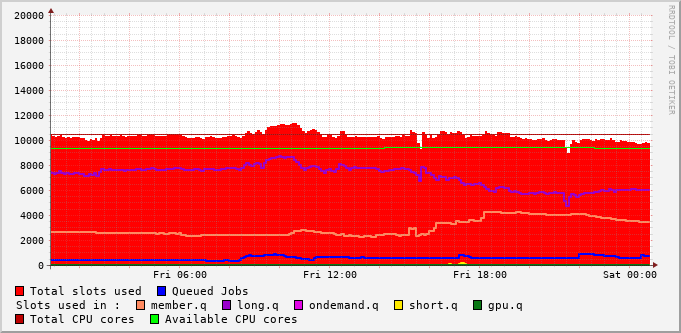 20000
18000
16000
14000
12000
10000
8000
6000
4000
2000
0
Fri 06:00 Fri 12:00 Fri 18:00 Sat 00:00
RRDTOOL / TOBI OETIKER
Total slots used Queued Jobs
Slots used in : member.q long.q ondemand.q short.q gpu.q
Total CPU cores Available CPU cores